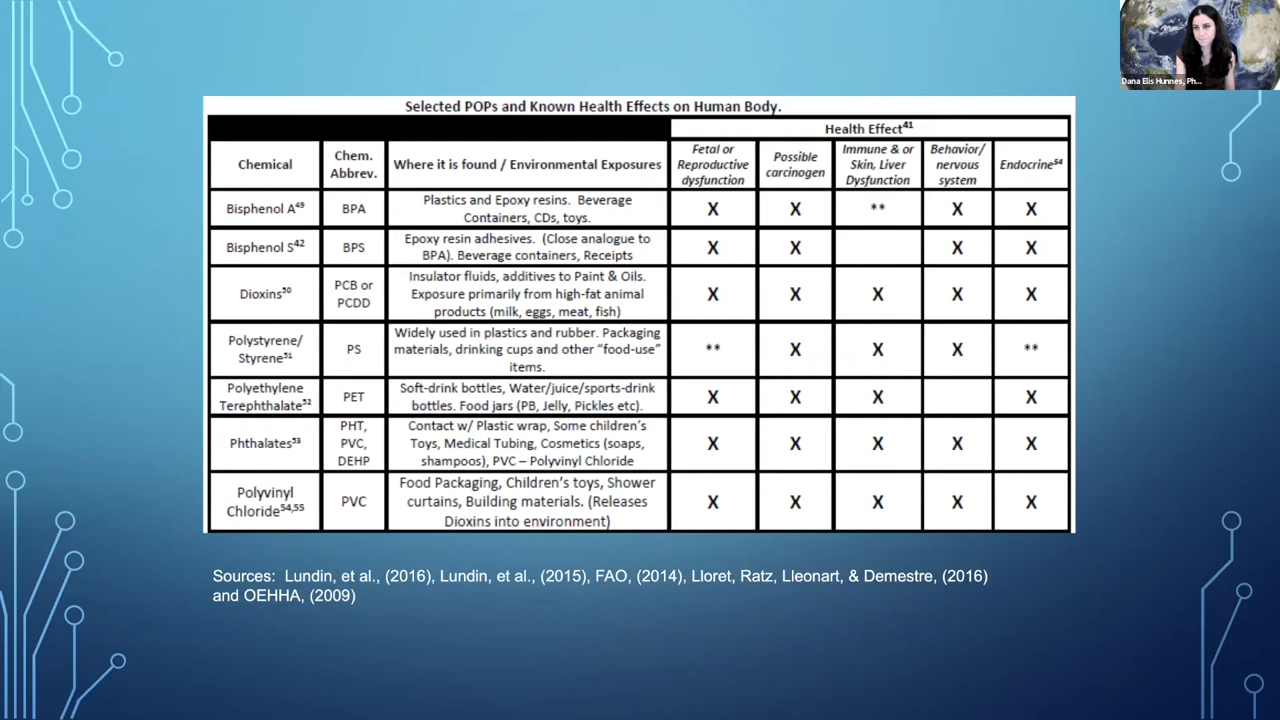 Dana Elis Hunnes, Ph...
Selected POPs and Known Health Effects on Human Body.
Health Effect41
Chemical
Chem. Abbrev.
Where it is found / Environmental Exposures
Fetal or Reproductive dysfunction
Possible carcinogen
Immune & or Skin, Liver Dysfunction
Behavior/ nervous system
Endocrine54
Bisphenol A49
BPA
Plastics and Epoxy resins. Beverage
Containers, CDs, toys.
X X ** X X
Bisphenol S42
BPS
Epoxy resin adhesives. (Close analogue to
BPA). Beverage containers, Receipts
X X X X
Dioxins50
PCB or
PCDD
Insulator fluids, additives to Paint & Oils.
Exposure primarily from high-fat animal
products (milk, eggs, meat, fish)
X X X X X
Polystyrene/
Styrene51
PS
Widely used in plastics and rubber. Packaging
materials, drinking cups and other “food-use”
items.
** X X X **
Polyethylene
Terephthalate52
PET
Soft-drink bottles, Water/juice/sports-drink
bottles. Food jars (PB, Jelly, Pickles etc).
X X X X
Phthalates53
PHT,
PVC,
DEHP
Contact w/ Plastic wrap, Some children’s
Toys, Medical Tubing, Cosmetics (soaps,
shampoos), PVC – Polyvinyl Chloride
X X X X X
Polyvinyl
Chloride54,55
PVC
Food Packaging, Children’s toys, Shower
curtains, Building materials. (Releases
Dioxins into environment)
X X X X X
Sources: Lundin, et al., (2016), Lundin, et al., (2015), FAO, (2014), Lloret, Ratz, Lleonart, & Demestre, (2016)
and OEHHA, (2009)